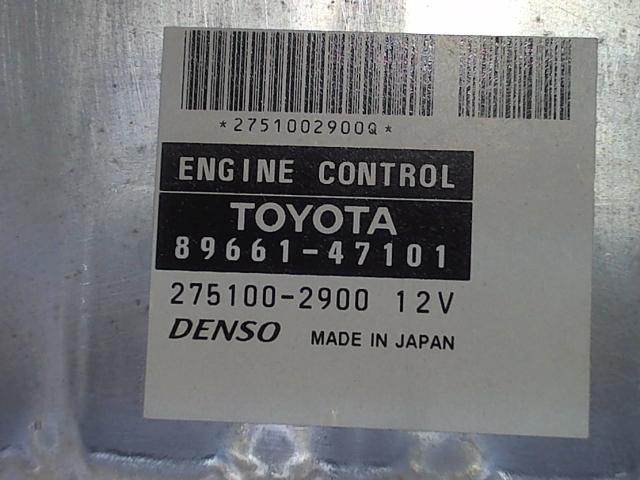 *2751002900Q*
ENGINE CONTROL
TOYOTA
89661-47101
275100-2900 12V
DENSO MADE IN JAPAN